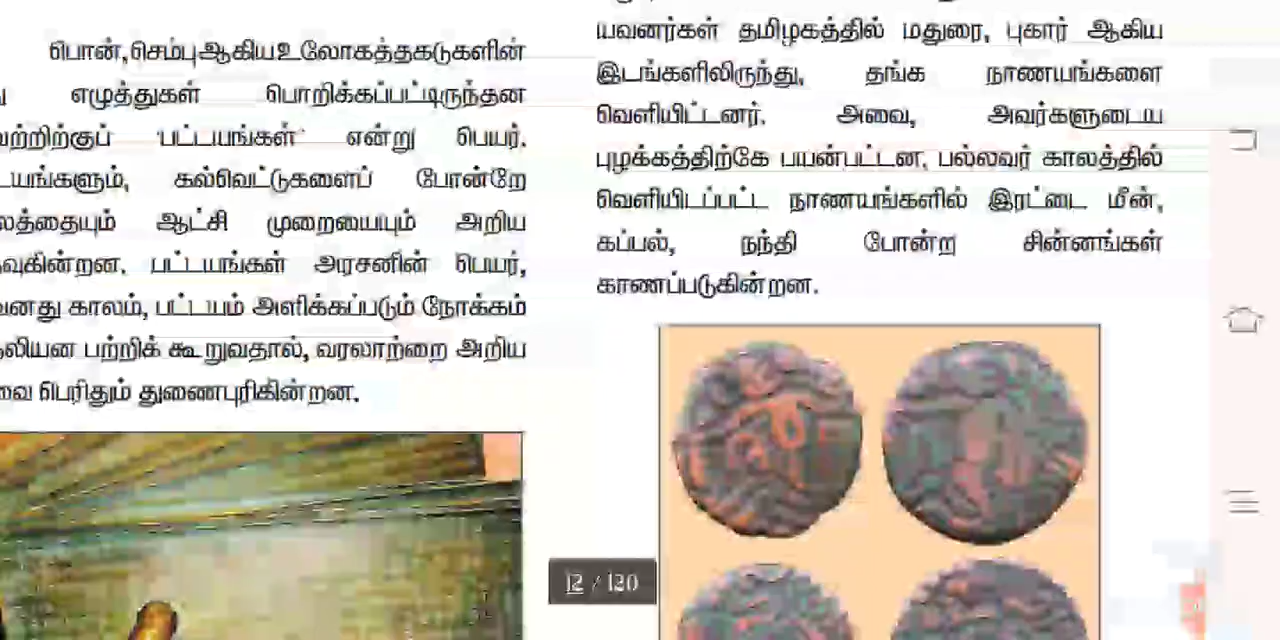 பொன், செம்பு ஆகிய உலோகத்தகடுகளின்
எழுத்துகள் பொறிக்கப்பட்டிருந்தன
'பட்டயங்கள்' என்று பெயர்.
கல்வெட்டுகளைப் போன்றே
ஆட்சி முறையையும் அறிய
பட்டயங்கள் அரசனின் பெயர்,
காலம், பட்டயம் அளிக்கப்படும் நோக்கம்
பற்றிக் கூறுவதால், வரலாற்றை அறிய
பெரிதும் துணைபுரிகின்றன.
யவனர்கள் தமிழகத்தில் மதுரை, புகார் ஆகிய
இடங்களிலிருந்து, தங்க நாணயங்களை
வெளியிட்டனர். அவை, அவர்களுடைய
புழக்கத்திற்கே பயன்பட்டன. பல்லவர் காலத்தில்
வெளியிடப்பட்ட நாணயங்களில் இரட்டை மீன்,
கப்பல், நந்தி போன்ற சின்னங்கள்
காணப்படுகின்றன.
12 / 120